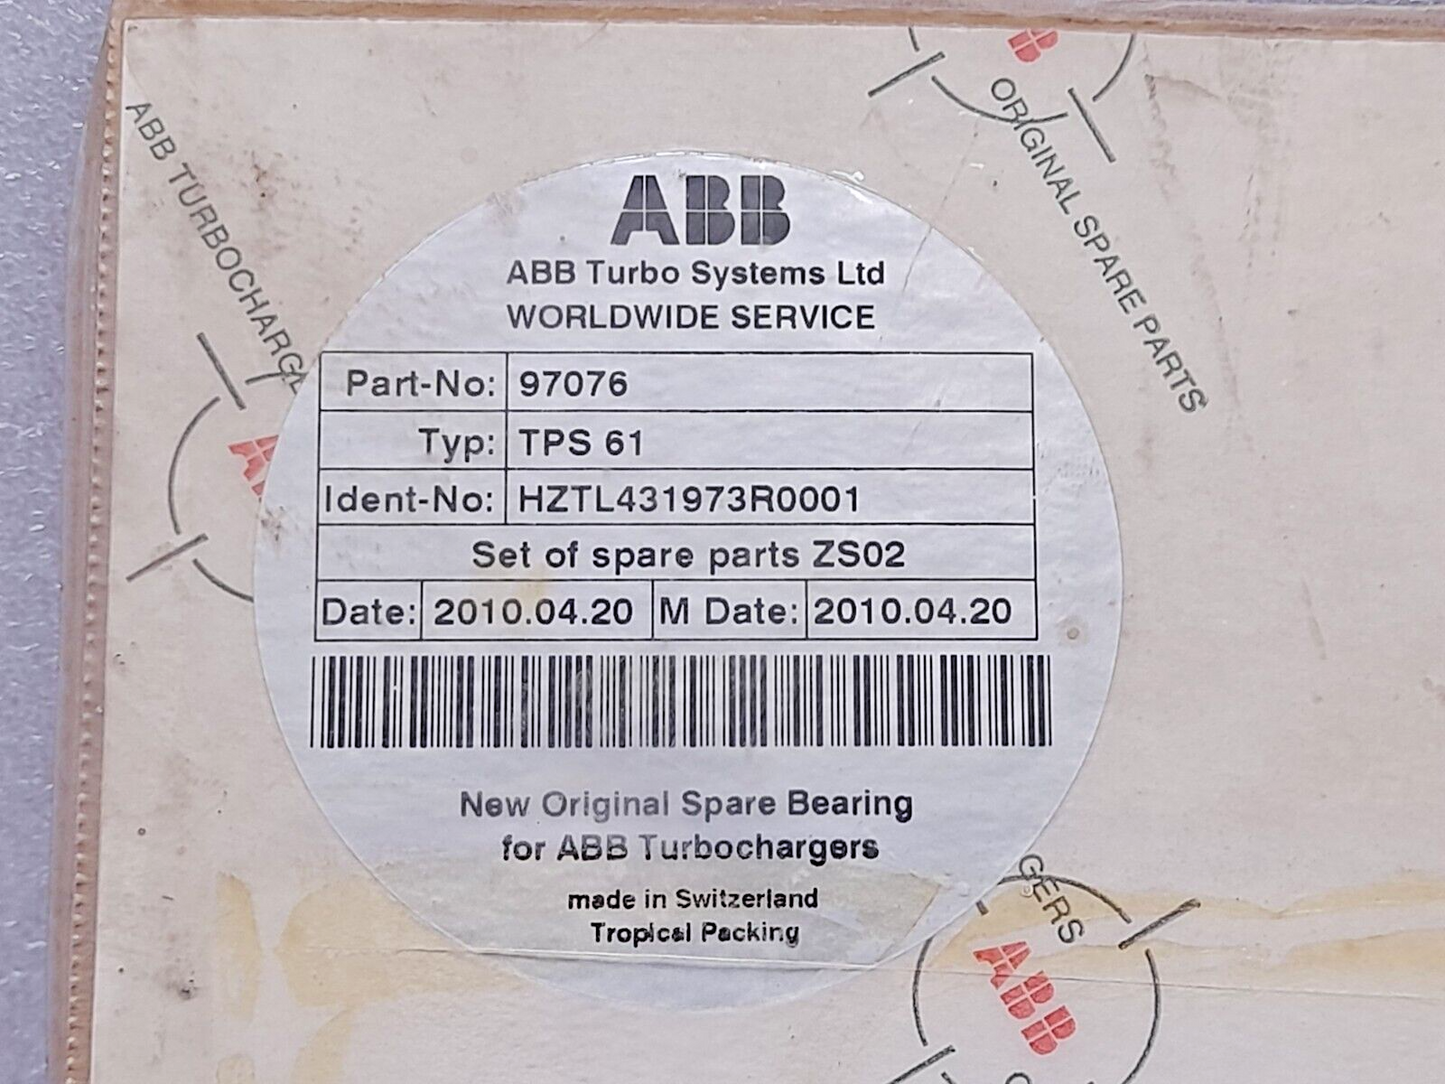 ABB
ORIGINAL SPARE PARTS
ABB TURBOCHARG
ABB
ABB Turbo Systems Ltd
WORLDWIDE SERVICE
Part-No: 97076
Typ: TPS 61
Ident-No: HZTL431973R0001
Set of spare parts ZS02
Date: 2010.04.20 M Date: 2010.04.20
New Original Spare Bearing
for ABB Turbochargers
made in Switzerland
Tropical Packing
GERS
ABB